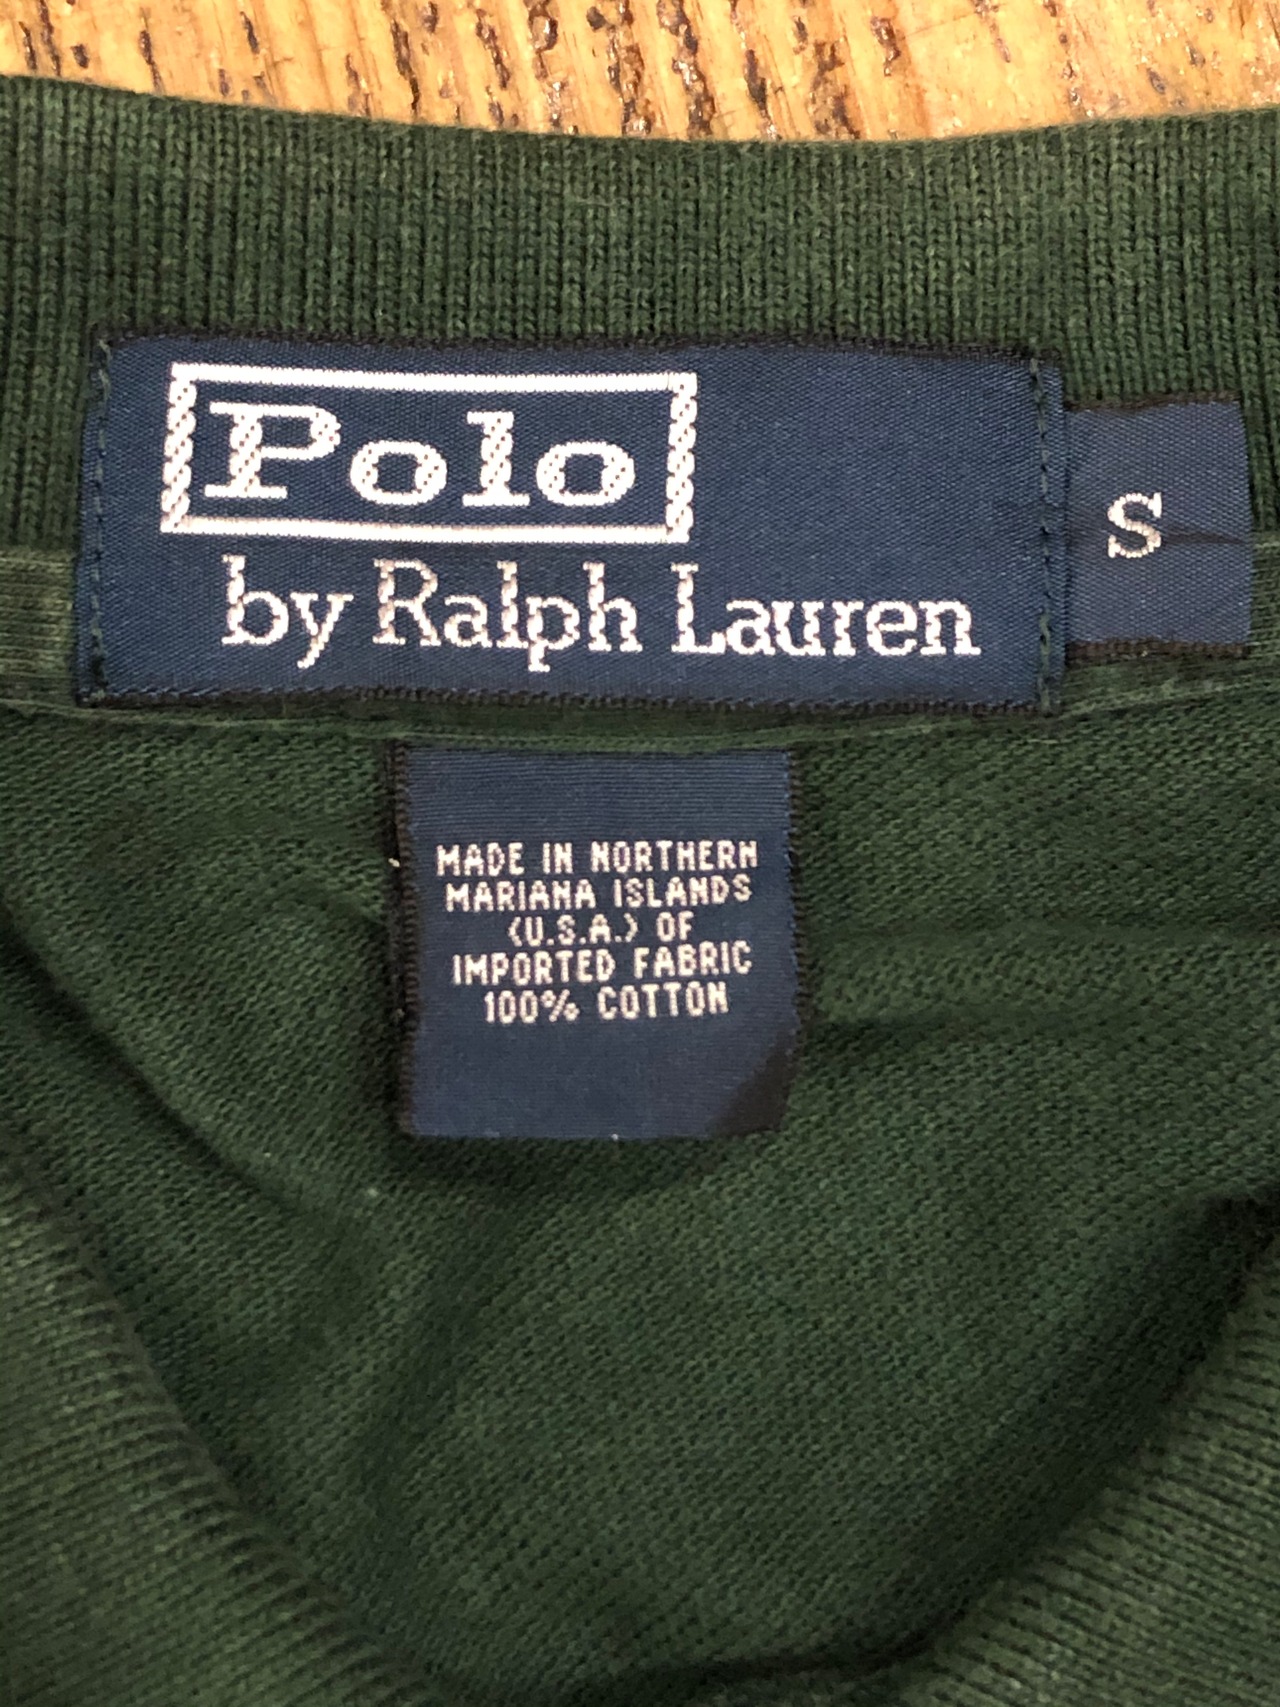 Polo
by Ralph Lauren
S
MADE IN NORTHERN
MARIANA ISLANDS
(U.S.A.) OF
IMPORTED FABRIC
100% COTTON